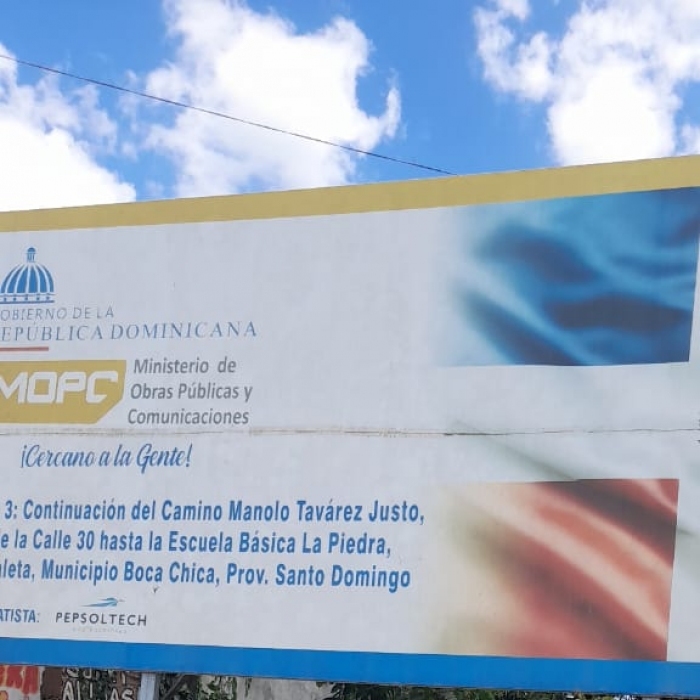 OBIERNO DE LA
EPÚBLICA DOMINICANA
MOPC
Ministerio de
Obras Públicas y
Comunicaciones
¡Cercano a la Gente!
3: Continuación del Camino Manolo Tavárez Justo,
e la Calle 30 hasta la Escuela Básica La Piedra,
aleta, Municipio Boca Chica, Prov. Santo Domingo
ATISTA: PEPSOLTECH